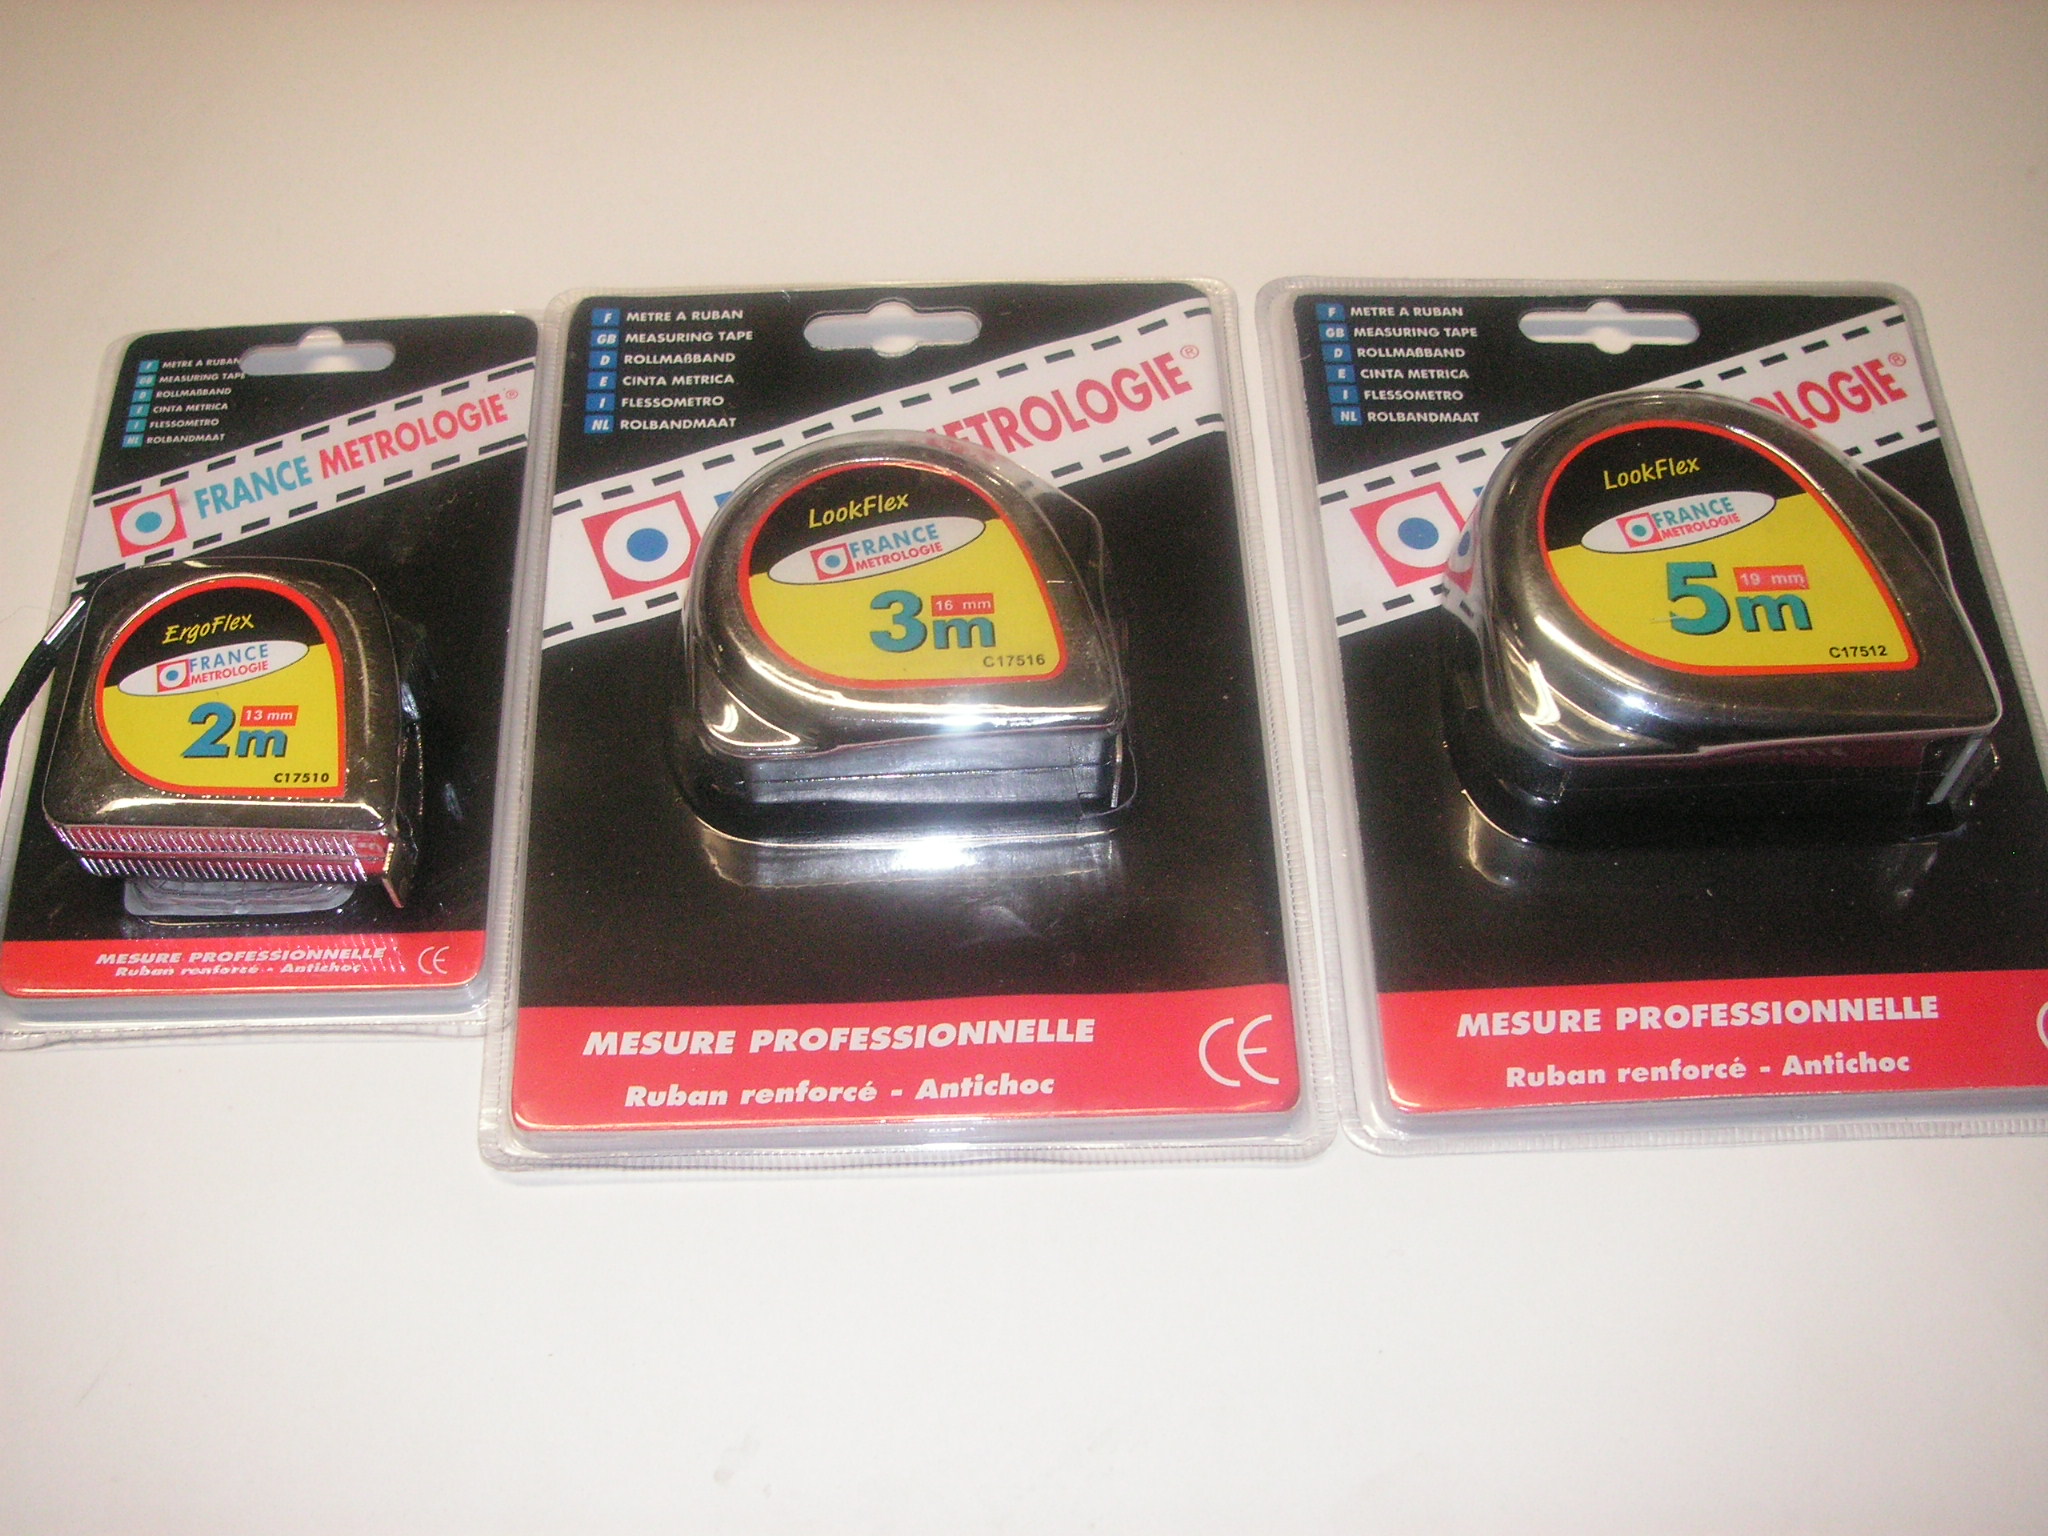 F METRE A RUBAN
GB MEASURING TAPE
D ROLLMAßBAND
E CINTA METRICA
I FLESSOMETRO
NL ROLBANDMAAT
FRANCE METROLOGIE®
ErgoFlex
FRANCE
METROLOGIE
2m 13 mm
C17510
MESURE PROFESSIONNELLE
Ruban renforcé - Antichoc
CE
F METRE A RUBAN
GB MEASURING TAPE
D ROLLMAßBAND
E CINTA METRICA
I FLESSOMETRO
NL ROLBANDMAAT
METROLOGIE®
LookFlex
FRANCE
METROLOGIE
3m 16 mm
C17516
MESURE PROFESSIONNELLE
Ruban renforcé - Antichoc
CE
F METRE A RUBAN
GB MEASURING TAPE
D ROLLMAßBAND
E CINTA METRICA
I FLESSOMETRO
NL ROLBANDMAAT
OLOGIE®
LookFlex
FRANCE
METROLOGIE
5m 19 mm
C17512
MESURE PROFESSIONNELLE
Ruban renforcé - Antichoc